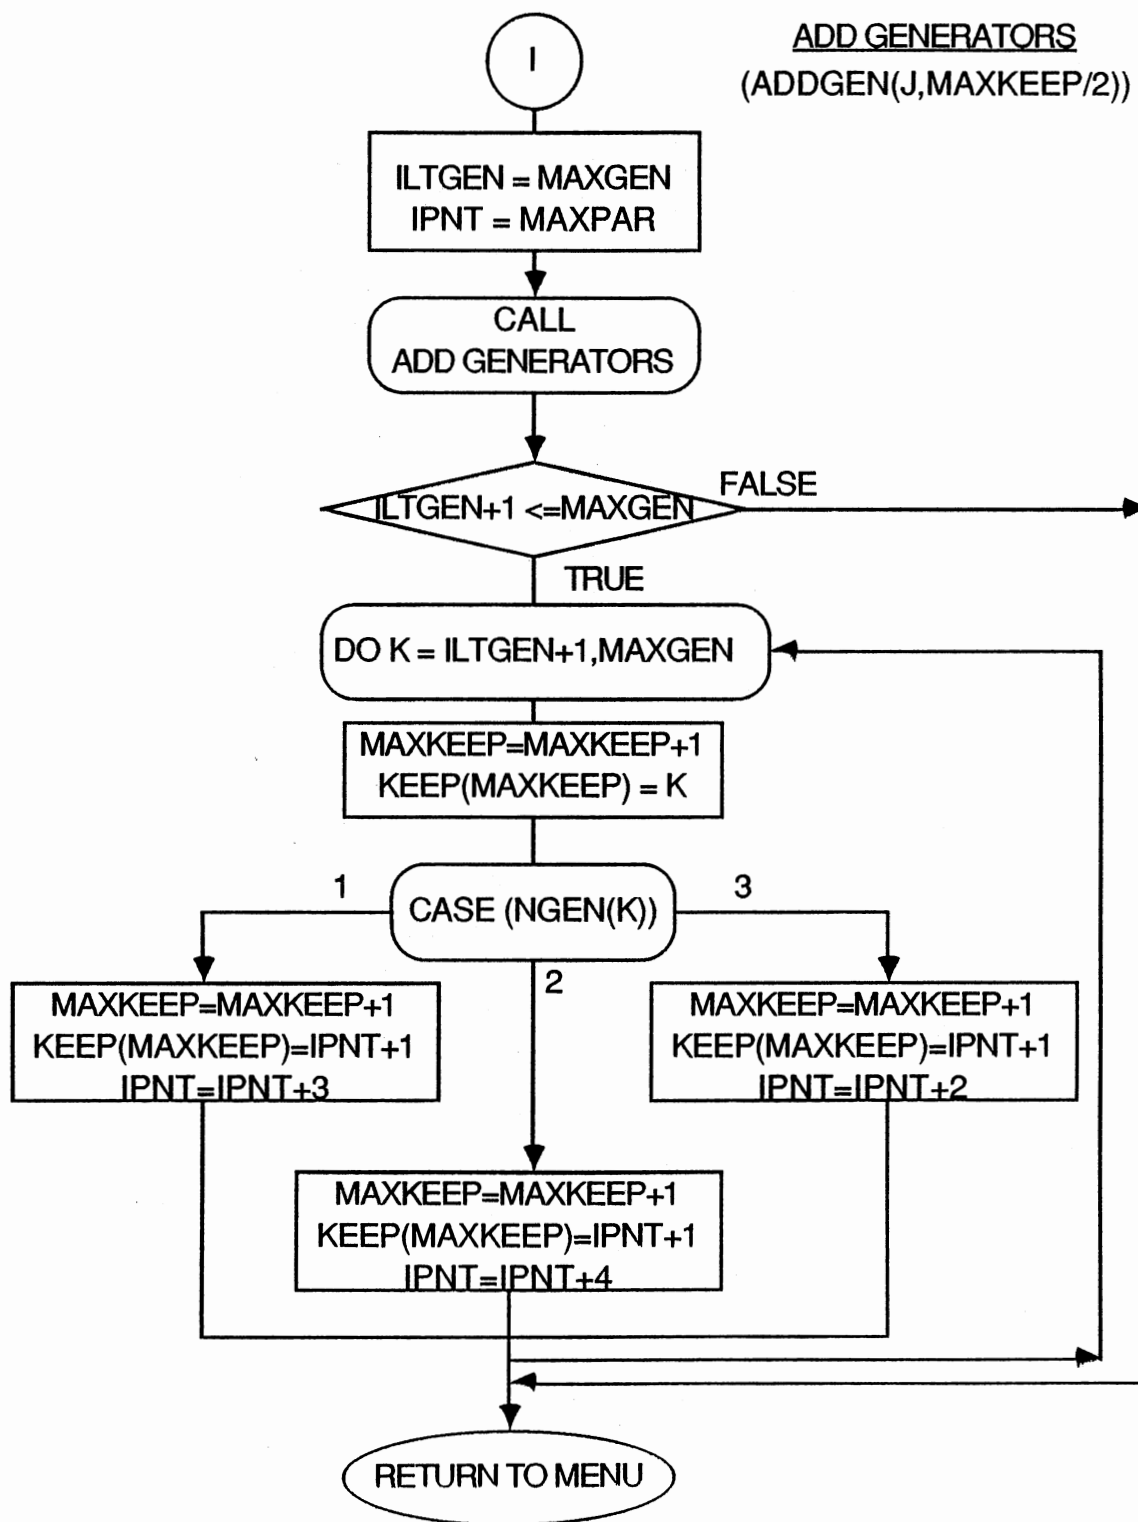 I
ADD GENERATORS
(ADDGEN(J,MAXKEEP/2))
ILTGEN = MAXGEN
IPNT = MAXPAR
CALL
ADD GENERATORS
ILTGEN+1 <=MAXGEN
FALSE
TRUE
DO K = ILTGEN+1,MAXGEN
MAXKEEP=MAXKEEP+1
KEEP(MAXKEEP) = K
1
CASE (NGEN(K))
3
2
MAXKEEP=MAXKEEP+1
KEEP(MAXKEEP)=IPNT+1
IPNT=IPNT+3
MAXKEEP=MAXKEEP+1
KEEP(MAXKEEP)=IPNT+1
IPNT=IPNT+2
MAXKEEP=MAXKEEP+1
KEEP(MAXKEEP)=IPNT+1
IPNT=IPNT+4
RETURN TO MENU